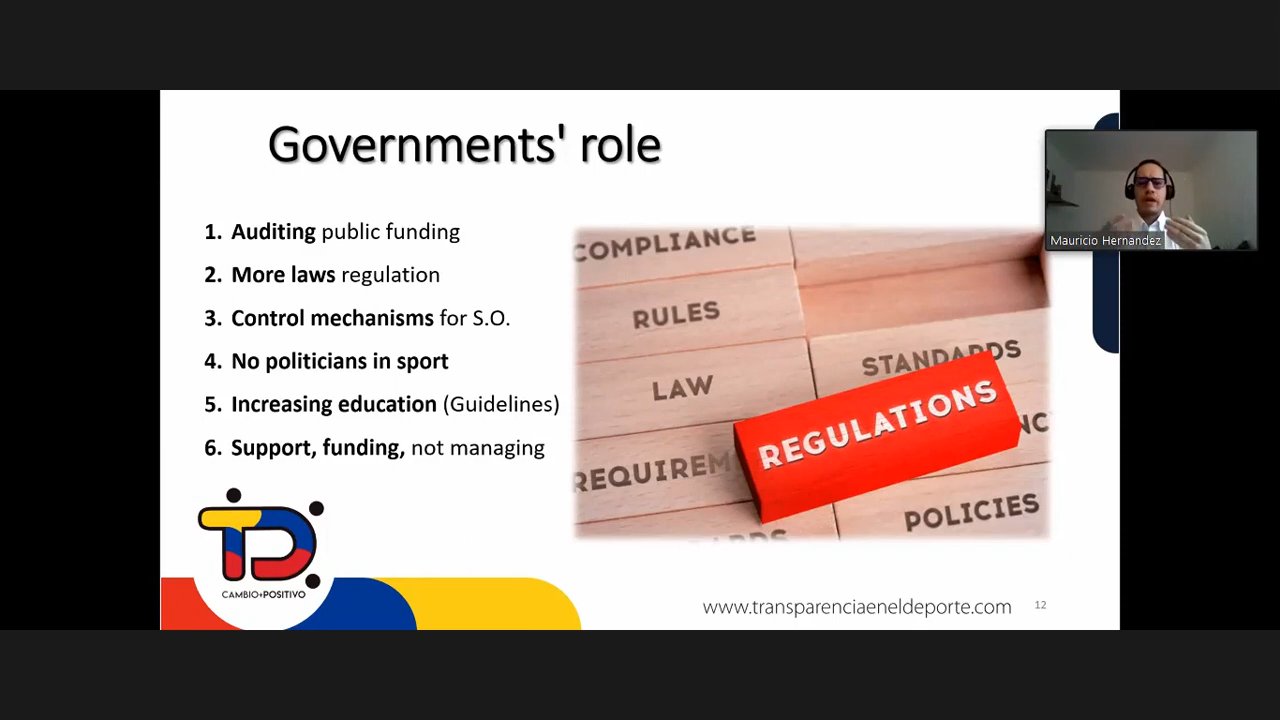 Governments' role
1. Auditing public funding
2. More laws regulation
3. Control mechanisms for S.O.
4. No politicians in sport
5. Increasing education (Guidelines)
6. Support, funding, not managing
COMPLIANCE
RULES
STANDARDS
LAW
REGULATIONS
POLICIES
Mauricio Hernandez
TD
CAMBIO+POSITIVO
www.transparenciaeneldeporte.com
12